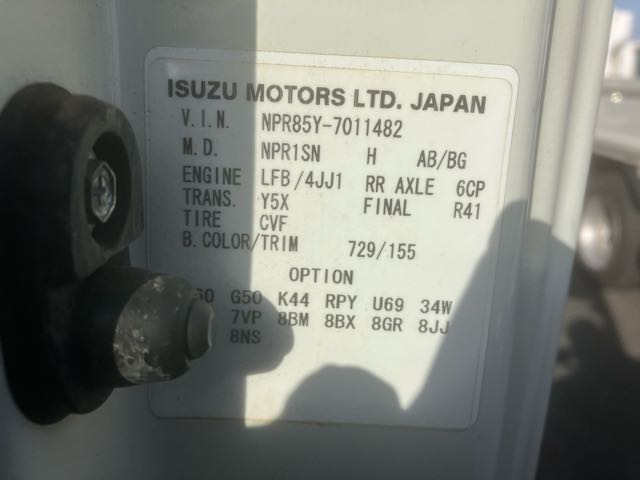 ISUZU MOTORS LTD. JAPAN
V.I.N. NPR85Y-7011482
M.D. NPR1SN H AB/BG
ENGINE LFB/4JJ1 RR AXLE 6CP
TRANS. Y5X FINAL R41
TIRE CVF
B.COLOR/TRIM 729/155
OPTION
G50 K44 RPY U69 34W
7VP 8BM 8BX 8GR 8JJ
8NS